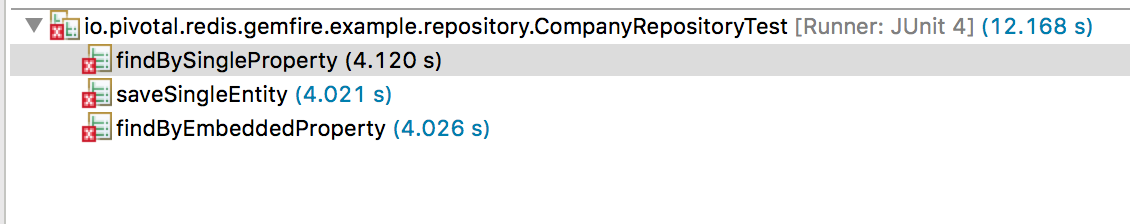 io.pivotal.redis.gemfire.example.repository.CompanyRepositoryTest [Runner: JUnit 4] (12.168 s)
findBySingleProperty (4.120 s)
saveSingleEntity (4.021 s)
findByEmbeddedProperty (4.026 s)